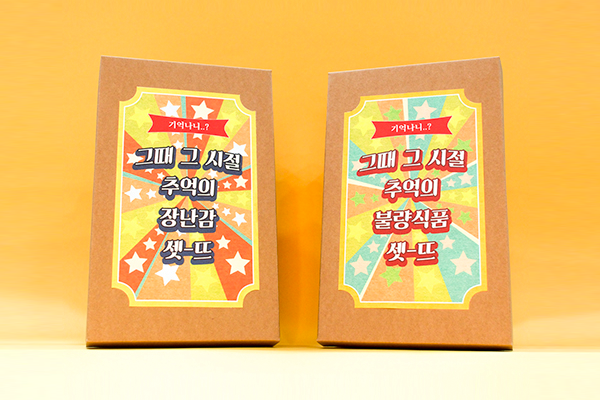 기억나니..?
그때 그 시절
추억의
장난감
셋-뜨
기억나니..?
그때 그 시절
추억의
불량식품
셋-뜨